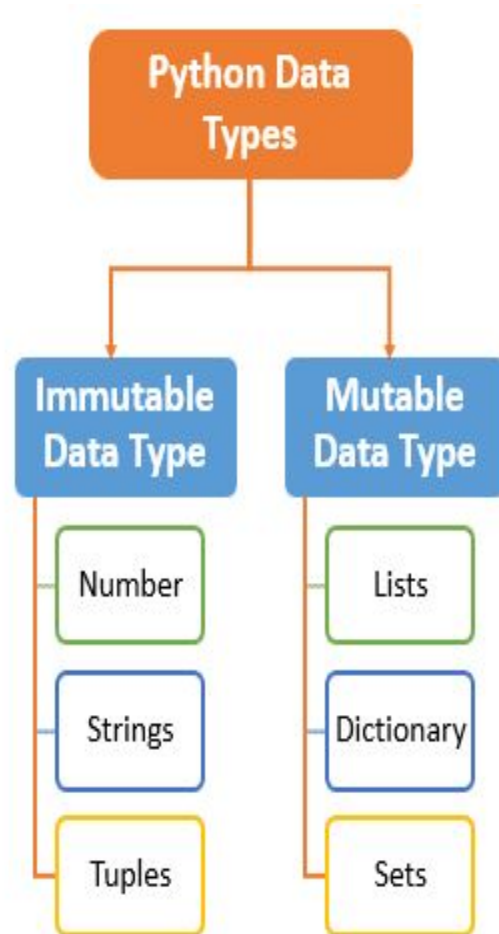 Python Data
Types
Immutable
Data Type
Number
Strings
Tuples
Mutable
Data Type
Lists
Dictionary
Sets